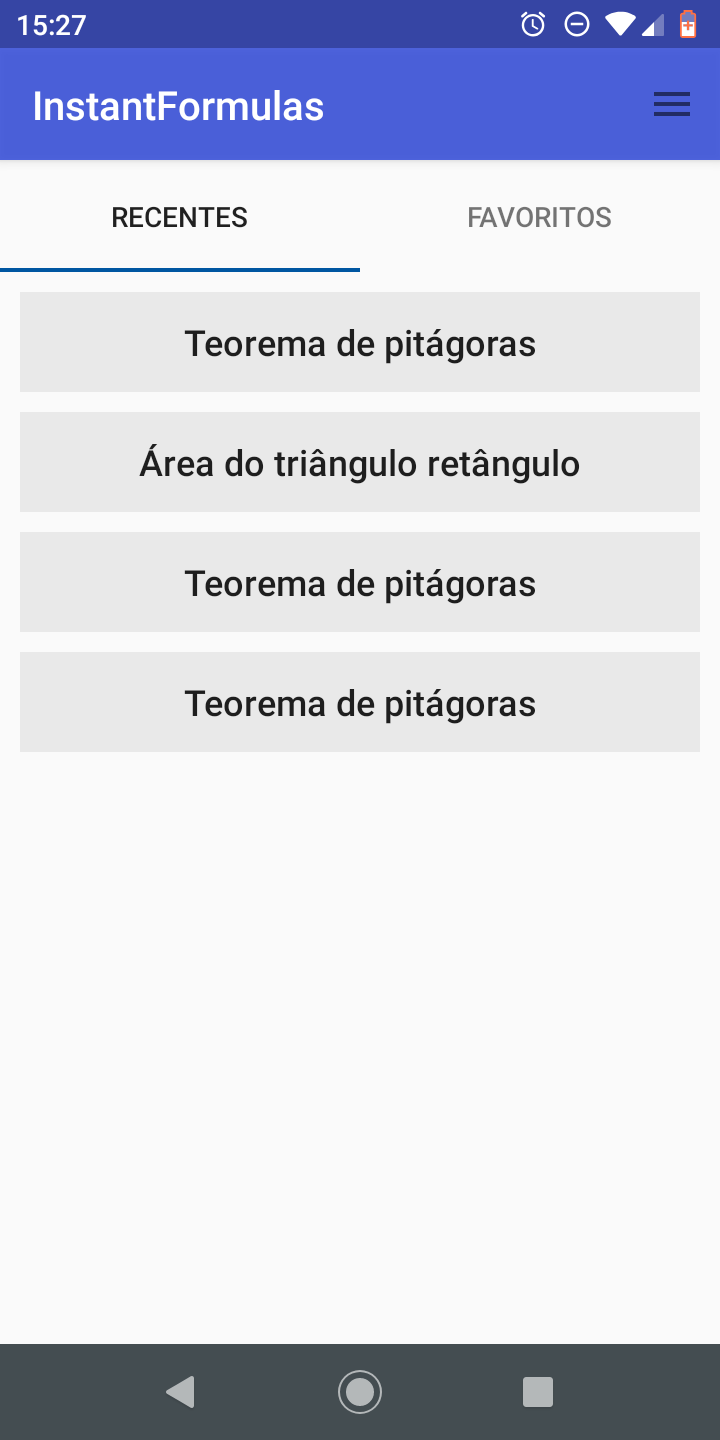 15:27
InstantFormulas
RECENTES
FAVORITOS
Teorema de pitágoras
Área do triângulo retângulo
Teorema de pitágoras
Teorema de pitágoras